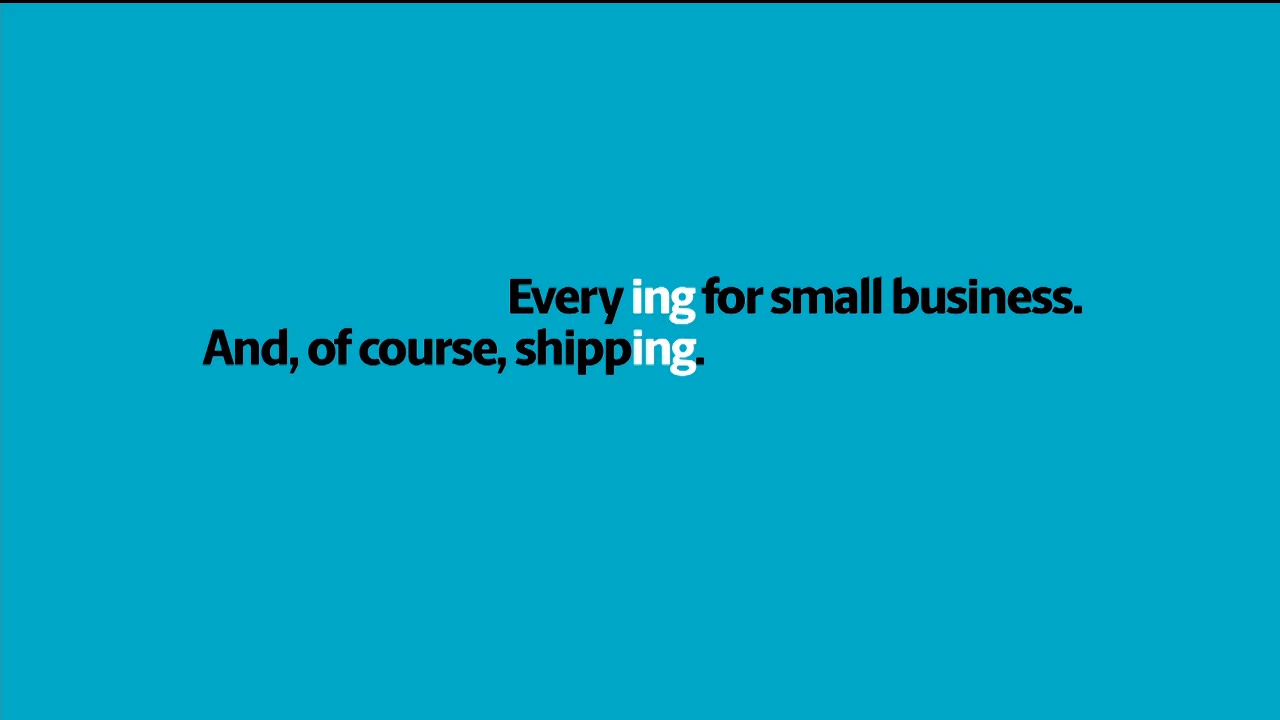 Every ing for small business.
And, of course, shipping.